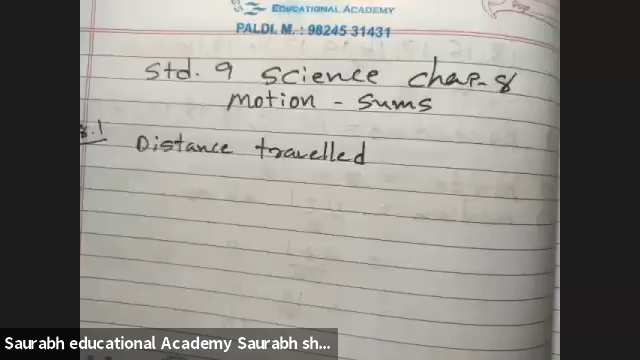 EDUCATIONAL ACADEMY
PALDI. M. : 98245 31431
Std. 9 Science chap-8
motion - sums
Distance travelled
Saurabh educational Academy Saurabh sh...